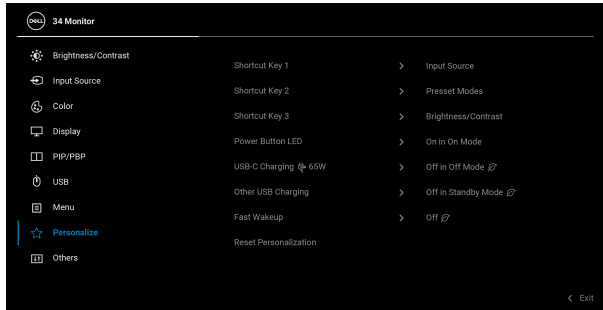 DELL 34 Monitor
Brightness/Contrast
Input Source
Color
Display
PIP/PBP
USB
Menu
Personalize
Others
Shortcut Key 1 > Input Source
Shortcut Key 2 > Presset Modes
Shortcut Key 3 > Brightness/Contrast
Power Button LED > On in On Mode
USB-C Charging 65W > Off in Off Mode
Other USB Charging > Off in Standby Mode
Fast Wakeup > Off
Reset Personalization
< Exit